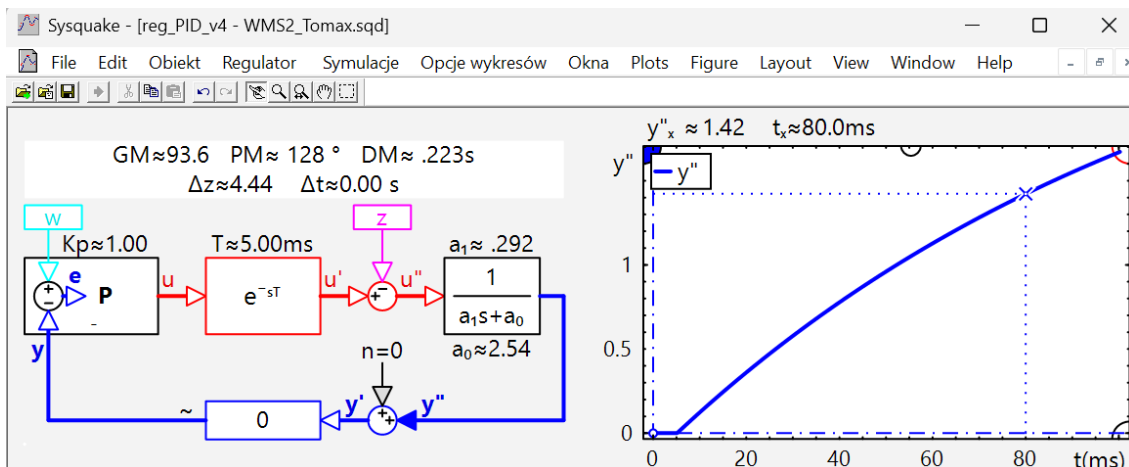 Sysquake - [reg_PID_v4 - WMS2_Tomax.sqd]
File Edit Obiekt Regulator Symulacje Opcje wykresów Okna Plots Figure Layout View Window Help
GM≈93.6 PM≈ 128 ° DM≈ .223s
Δz≈4.44 Δt≈0.00 s
w
z
Kp≈1.00
T≈5.00ms
a₁≈ .292
e
P
-
u
e⁻ˢᵀ
u'
+
−
u"
1
a₁s+a₀
a₀≈2.54
+
−
y
n=0
~
0
y'
+
+
y"
y"ₓ ≈1.42 tₓ≈80.0ms
y"
y"
1
0.5
0
0 20 40 60 80 t(ms)